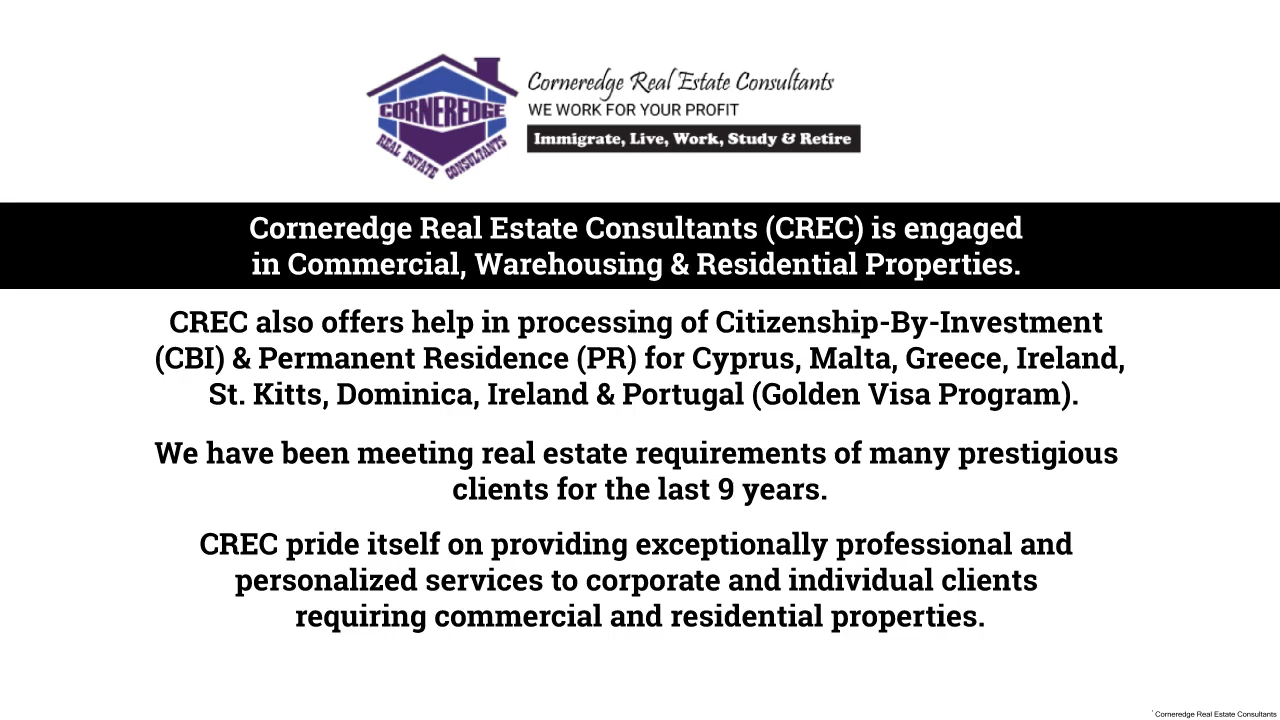 CORNEREDGE
REAL ESTATE CONSULTANTS
Corneredge Real Estate Consultants
WE WORK FOR YOUR PROFIT
Immigrate, Live, Work, Study & Retire
Corneredge Real Estate Consultants (CREC) is engaged
in Commercial, Warehousing & Residential Properties.
CREC also offers help in processing of Citizenship-By-Investment
(CBI) & Permanent Residence (PR) for Cyprus, Malta, Greece, Ireland,
St. Kitts, Dominica, Ireland & Portugal (Golden Visa Program).
We have been meeting real estate requirements of many prestigious
clients for the last 9 years.
CREC pride itself on providing exceptionally professional and
personalized services to corporate and individual clients
requiring commercial and residential properties.
' Corneredge Real Estate Consultants